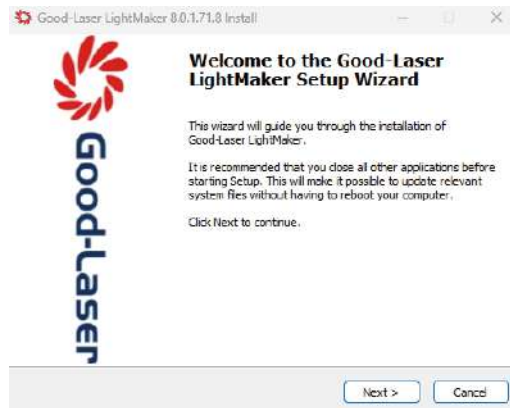 Good-Laser LightMaker 8.0.1.71.8 Install
Good-Laser
Welcome to the Good-Laser
LightMaker Setup Wizard
This wizard will guide you through the installation of
Good-Laser LightMaker.
It is recommended that you close all other applications before
starting Setup. This will make it possible to update relevant
system files without having to reboot your computer.
Click Next to continue.
Next >
Cancel